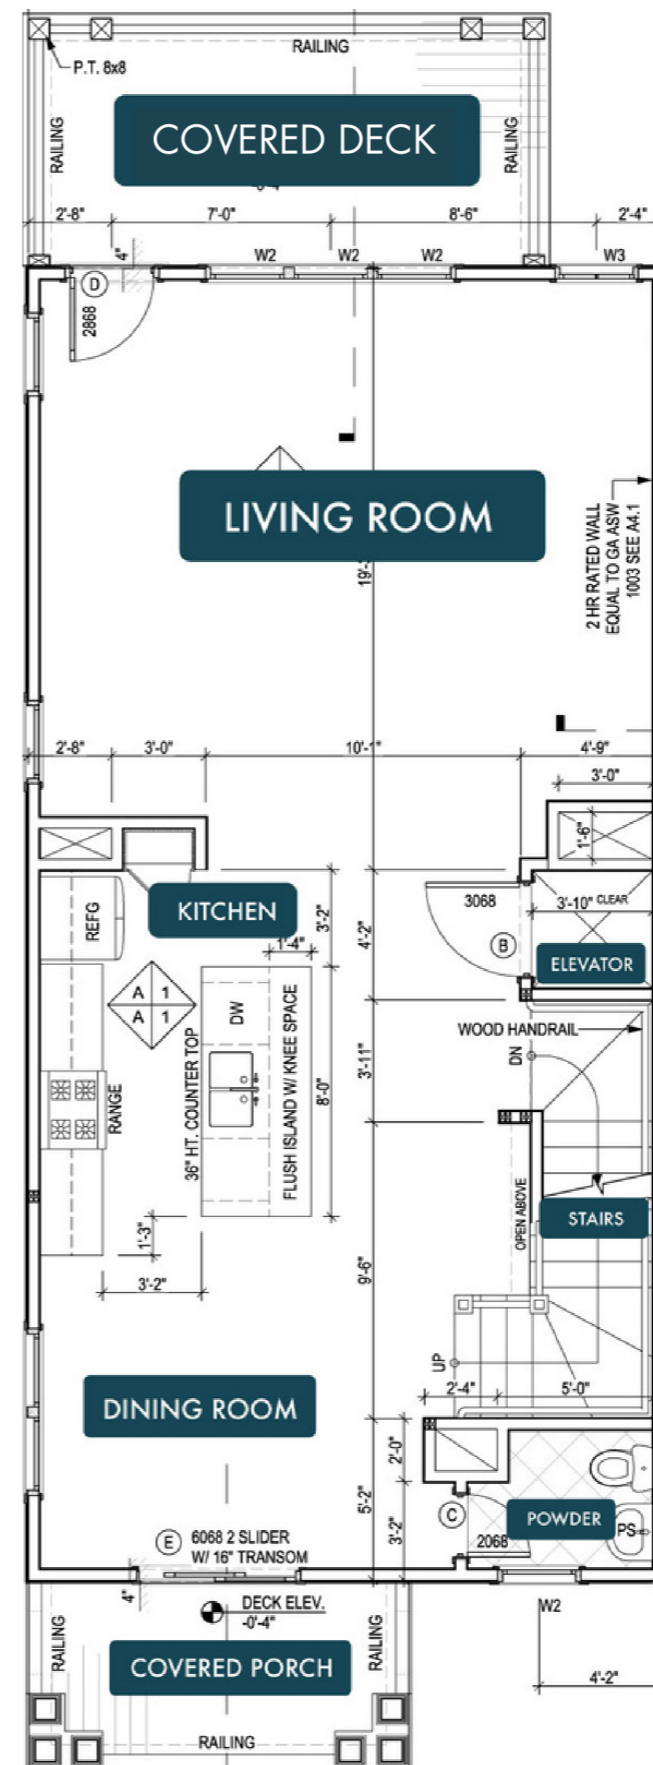 RAILING
P.T. 8x8
RAILING
COVERED DECK
RAILING
2'-8"
7'-0"
8'-6"
2'-4"
4"
W2
W2
W2
W3
D
2868
LIVING ROOM
2 HR RATED WALL
EQUAL TO GA ASW
1003 SEE A4.1
2'-8"
3'-0"
10'-1"
4'-9"
3'-0"
1'-6"
REFG
KITCHEN
3'-2"
4'-2"
3068
3'-10" CLEAR
B
ELEVATOR
1'-4"
A 1
A 1
DW
36" HT. COUNTER TOP
FLUSH ISLAND W/ KNEE SPACE
8'-0"
3'-11"
WOOD HANDRAIL
DN
RANGE
OPEN ABOVE
STAIRS
1'-3"
3'-2"
9'-6"
UP
2'-4"
5'-0"
DINING ROOM
2'-0"
5'-2"
3'-2"
C
2068
POWDER
PS
E
6068 2 SLIDER
W/ 16" TRANSOM
4"
DECK ELEV.
-0'-4"
W2
RAILING
COVERED PORCH
RAILING
4'-2"
RAILING